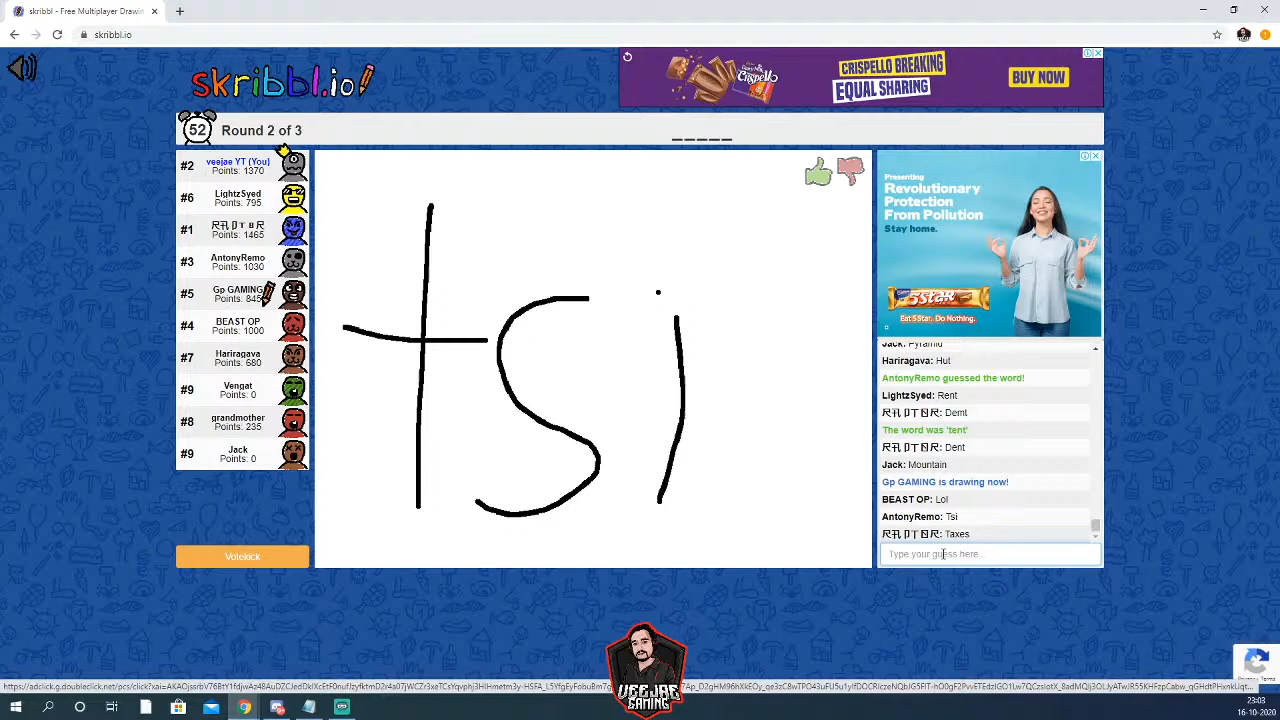 skribbl - Free Multiplayer Drawin
skribbl.io
skribbl.io
CRISPELLO BREAKING
EQUAL SHARING
BUY NOW
Crispello
52
Round 2 of 3
_____
#2
veejae YT (You)
Points: 1370
#6
LightzSyed
Points: 795
#1
Points: 1465
#3
AntonyRemo
Points: 1030
#5
Gp GAMING
Points: 845
#4
BEAST OP
Points: 1000
#7
Hariragava
Points: 680
#9
Vengat
Points: 0
#8
grandmother
Points: 235
#9
Jack
Points: 0
Votekick
tsi
Presenting
Revolutionary
Protection
From Pollution
Stay home.
5STAR
Eat 5Star. Do Nothing.
Jack: Pyramid
Hariragava: Hut
AntonyRemo guessed the word!
LightzSyed: Rent
Demt
The word was 'tent'
Dent
Jack: Mountain
Gp GAMING is drawing now!
BEAST OP: Lol
AntonyRemo: Tsi
Taxes
Type your guess here...
VEEJAE
GAMING
23:03
16-10-2020